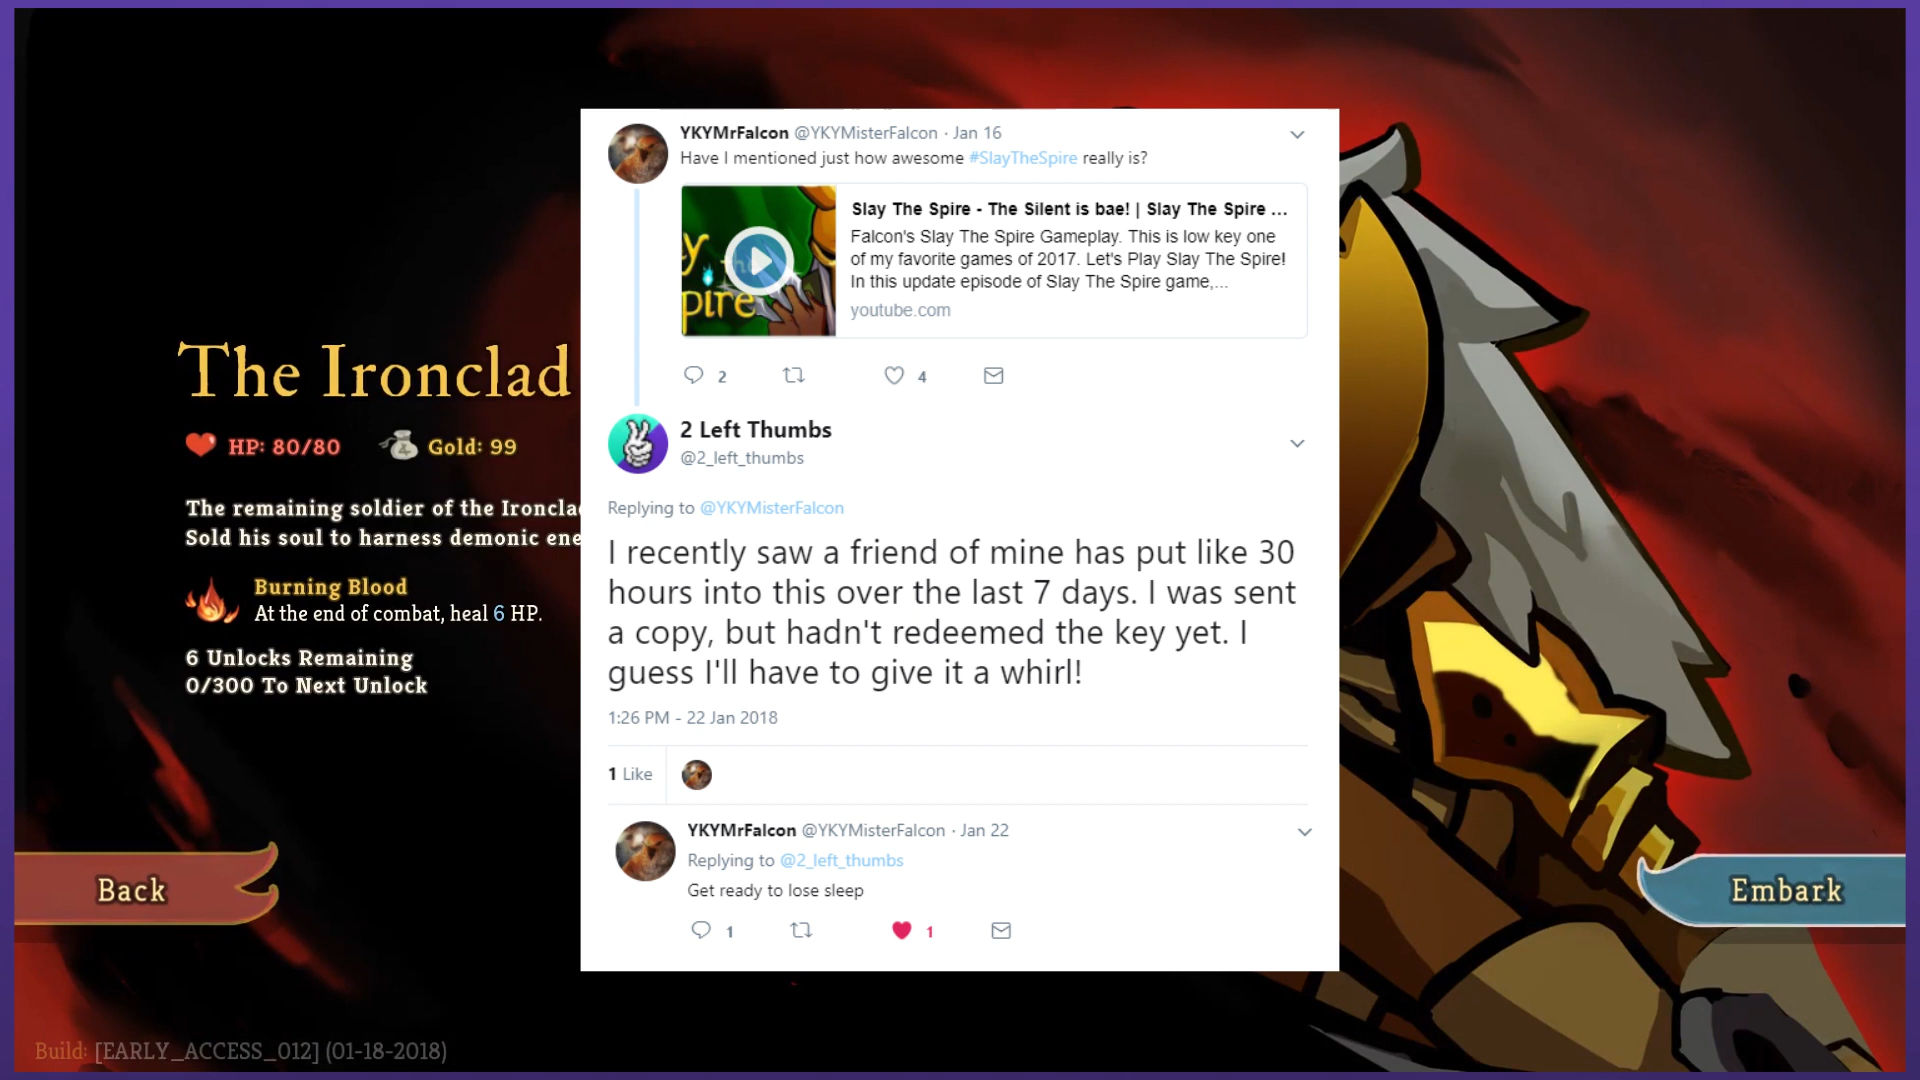 The Ironclad
HP: 80/80 Gold: 99
The remaining soldier of the Ironcla
Sold his soul to harness demonic ene
Burning Blood
At the end of combat, heal 6 HP.
6 Unlocks Remaining
0/300 To Next Unlock
Back
Build: [EARLY_ACCESS_012] (01-18-2018)
YKYMrFalcon @YKYMisterFalcon · Jan 16
Have I mentioned just how awesome #SlayTheSpire really is?
y the
pire
Slay The Spire - The Silent is bae! | Slay The Spire ...
Falcon's Slay The Spire Gameplay. This is low key one
of my favorite games of 2017. Let's Play Slay The Spire!
In this update episode of Slay The Spire game,...
youtube.com
2 4
2 Left Thumbs
@2_left_thumbs
Replying to @YKYMisterFalcon
I recently saw a friend of mine has put like 30
hours into this over the last 7 days. I was sent
a copy, but hadn't redeemed the key yet. I
guess I'll have to give it a whirl!
1:26 PM - 22 Jan 2018
1 Like
YKYMrFalcon @YKYMisterFalcon · Jan 22
Replying to @2_left_thumbs
Get ready to lose sleep
1 1
Embark